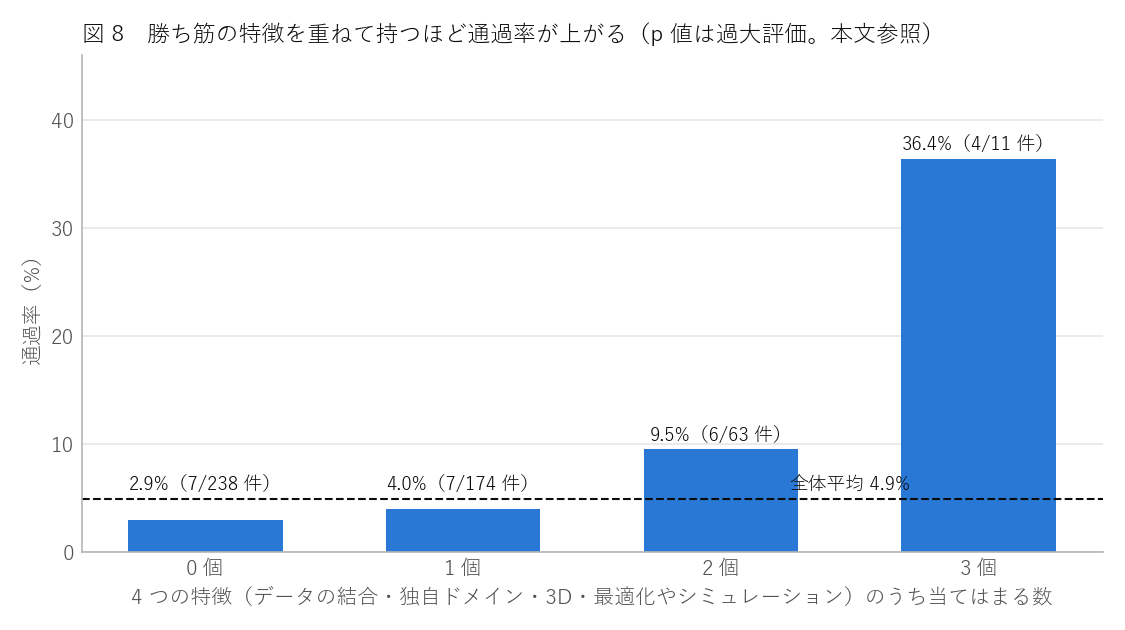 図 8　勝ち筋の特徴を重ねて持つほど通過率が上がる（p 値は過大評価。本文参照）
通過率（%）
40
30
20
10
0
36.4%（4/11 件）
9.5%（6/63 件）
2.9%（7/238 件）
4.0%（7/174 件）
全体平均 4.9%
0 個
1 個
2 個
3 個
4 つの特徴（データの結合・独自ドメイン・3D・最適化やシミュレーション）のうち当てはまる数